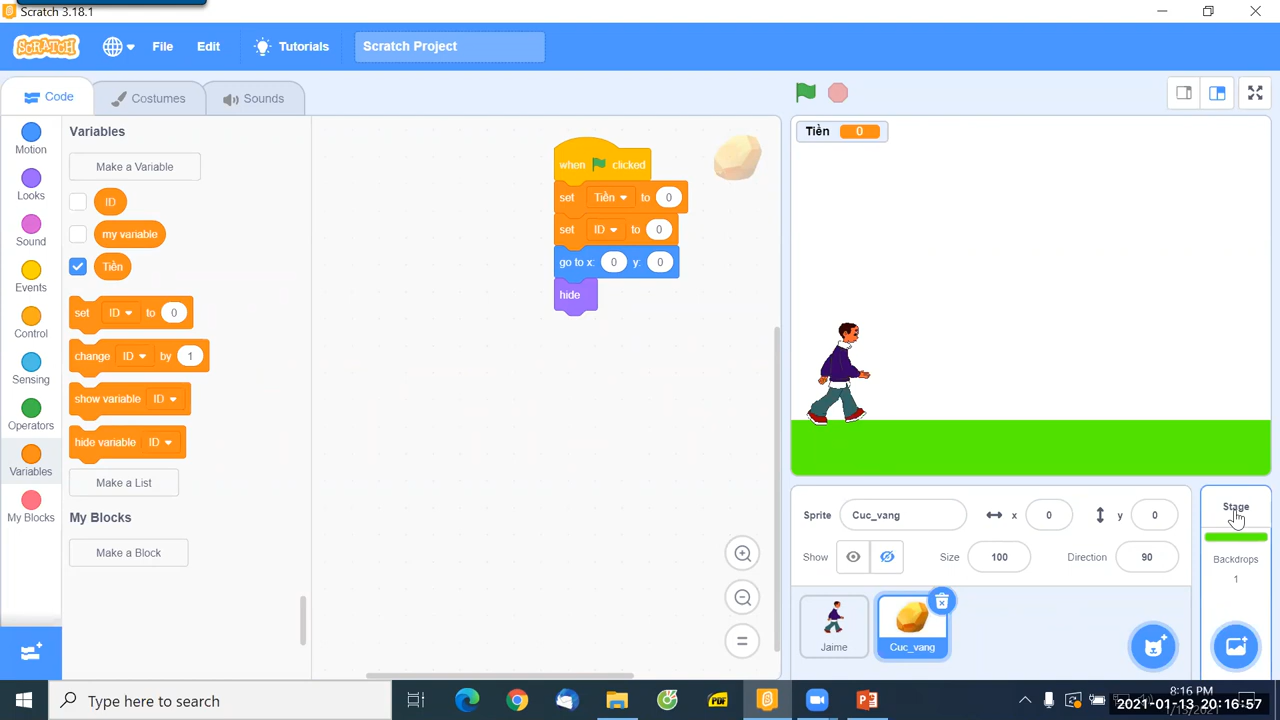 Scratch 3.18.1
SCRATCH
File
Edit
Tutorials
Scratch Project
Code
Costumes
Sounds
Motion
Looks
Sound
Events
Control
Sensing
Operators
Variables
My Blocks
Variables
Make a Variable
ID
my variable
Tiền
set ID to 0
change ID by 1
show variable ID
hide variable ID
Make a List
My Blocks
Make a Block
when clicked
set Tiền to 0
set ID to 0
go to x: 0 y: 0
hide
Tiền 0
Sprite Cuc_vang x 0 y 0
Show Size 100 Direction 90
Jaime
Cuc_vang
Stage
Backdrops
1
Type here to search
PDF
8:16 PM
2021-01-13 20:16:57